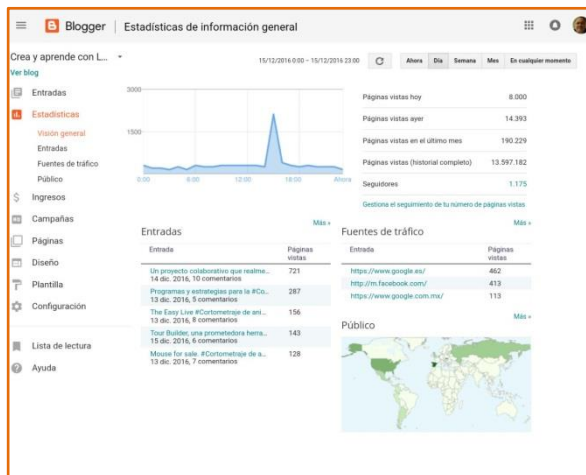 Blogger | Estadísticas de información general
Crea y aprende con L...
Ver blog
Entradas
Estadísticas
Visión general
Entradas
Fuentes de tráfico
Público
Ingresos
Campañas
Páginas
Diseño
Plantilla
Configuración
Lista de lectura
Ayuda
15/12/2016 0:00 – 15/12/2016 23:00
Ahora Día Semana Mes En cualquier momento
3000
1500
0:00 6:00 12:00 18:00 Ahora
Páginas vistas hoy 8.000
Páginas vistas ayer 14.393
Páginas vistas en el último mes 190.229
Páginas vistas (historial completo) 13.597.182
Seguidores 1.175
Gestiona el seguimiento de tu número de páginas vistas
Más »
Entradas
Entrada Páginas vistas
Un proyecto colaborativo que realme... 721
14 dic. 2016, 10 comentarios
Programas y estrategias para la #Co... 287
13 dic. 2016, 5 comentarios
The Easy Live #Cortometraje de ani... 156
13 dic. 2016, 8 comentarios
Tour Builder, una prometedora herra... 143
15 dic. 2016, 6 comentarios
Mouse for sale. #Cortometraje de a... 128
13 dic. 2016, 7 comentarios
Más »
Fuentes de tráfico
Entrada Páginas vistas
https://www.google.es/ 462
http://m.facebook.com/ 413
https://www.google.com.mx/ 113
Más »
Público